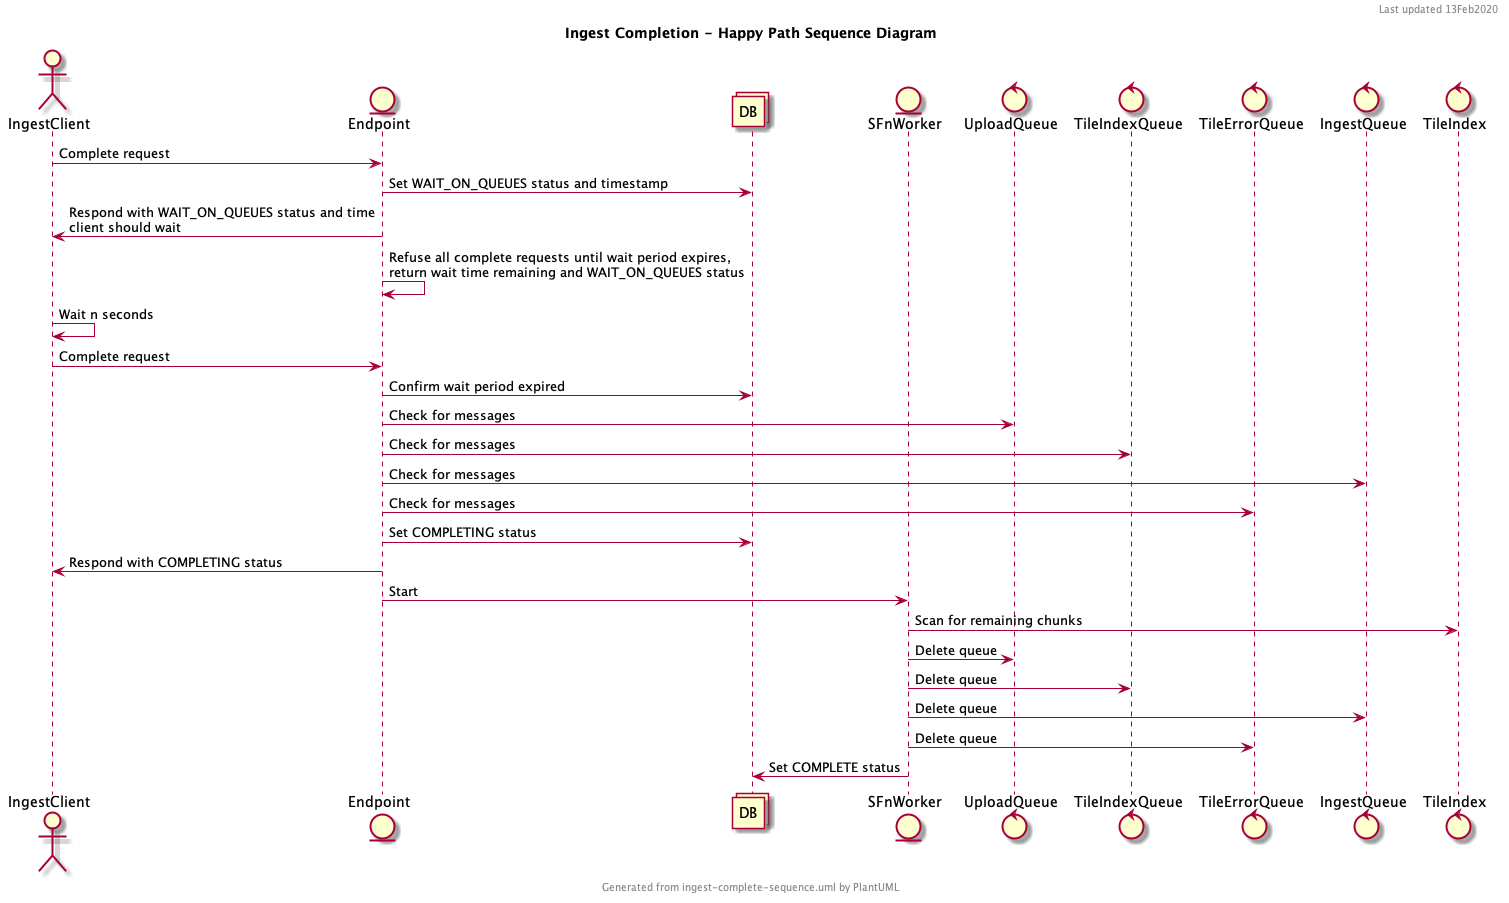 Last updated 13Feb2020
Ingest Completion - Happy Path Sequence Diagram
IngestClient
Endpoint
DB
SFnWorker
UploadQueue
TileIndexQueue
TileErrorQueue
IngestQueue
TileIndex
Complete request
Set WAIT_ON_QUEUES status and timestamp
Respond with WAIT_ON_QUEUES status and time
client should wait
Refuse all complete requests until wait period expires,
return wait time remaining and WAIT_ON_QUEUES status
Wait n seconds
Complete request
Confirm wait period expired
Check for messages
Check for messages
Check for messages
Check for messages
Set COMPLETING status
Respond with COMPLETING status
Start
Scan for remaining chunks
Delete queue
Delete queue
Delete queue
Delete queue
Set COMPLETE status
IngestClient
Endpoint
DB
SFnWorker
UploadQueue
TileIndexQueue
TileErrorQueue
IngestQueue
TileIndex
Generated from ingest-complete-sequence.uml by PlantUML